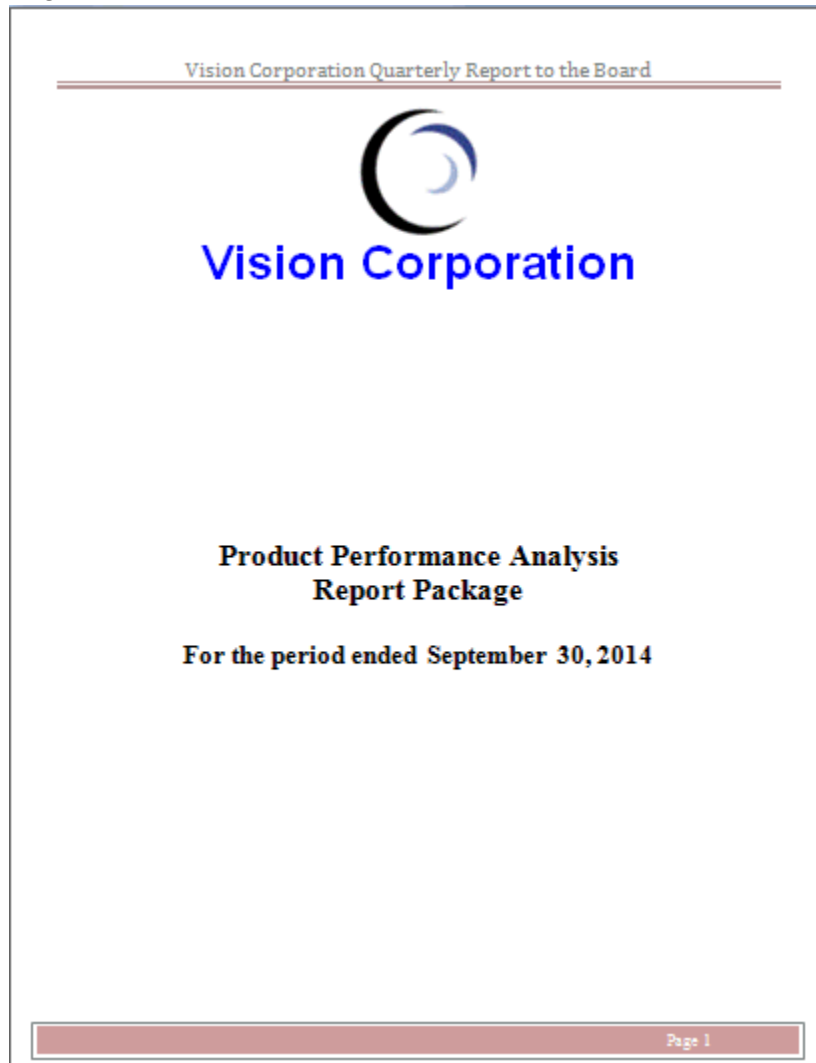 Vision Corporation Quarterly Report to the Board
Vision Corporation
Product Performance Analysis
Report Package
For the period ended September 30, 2014
Page 1